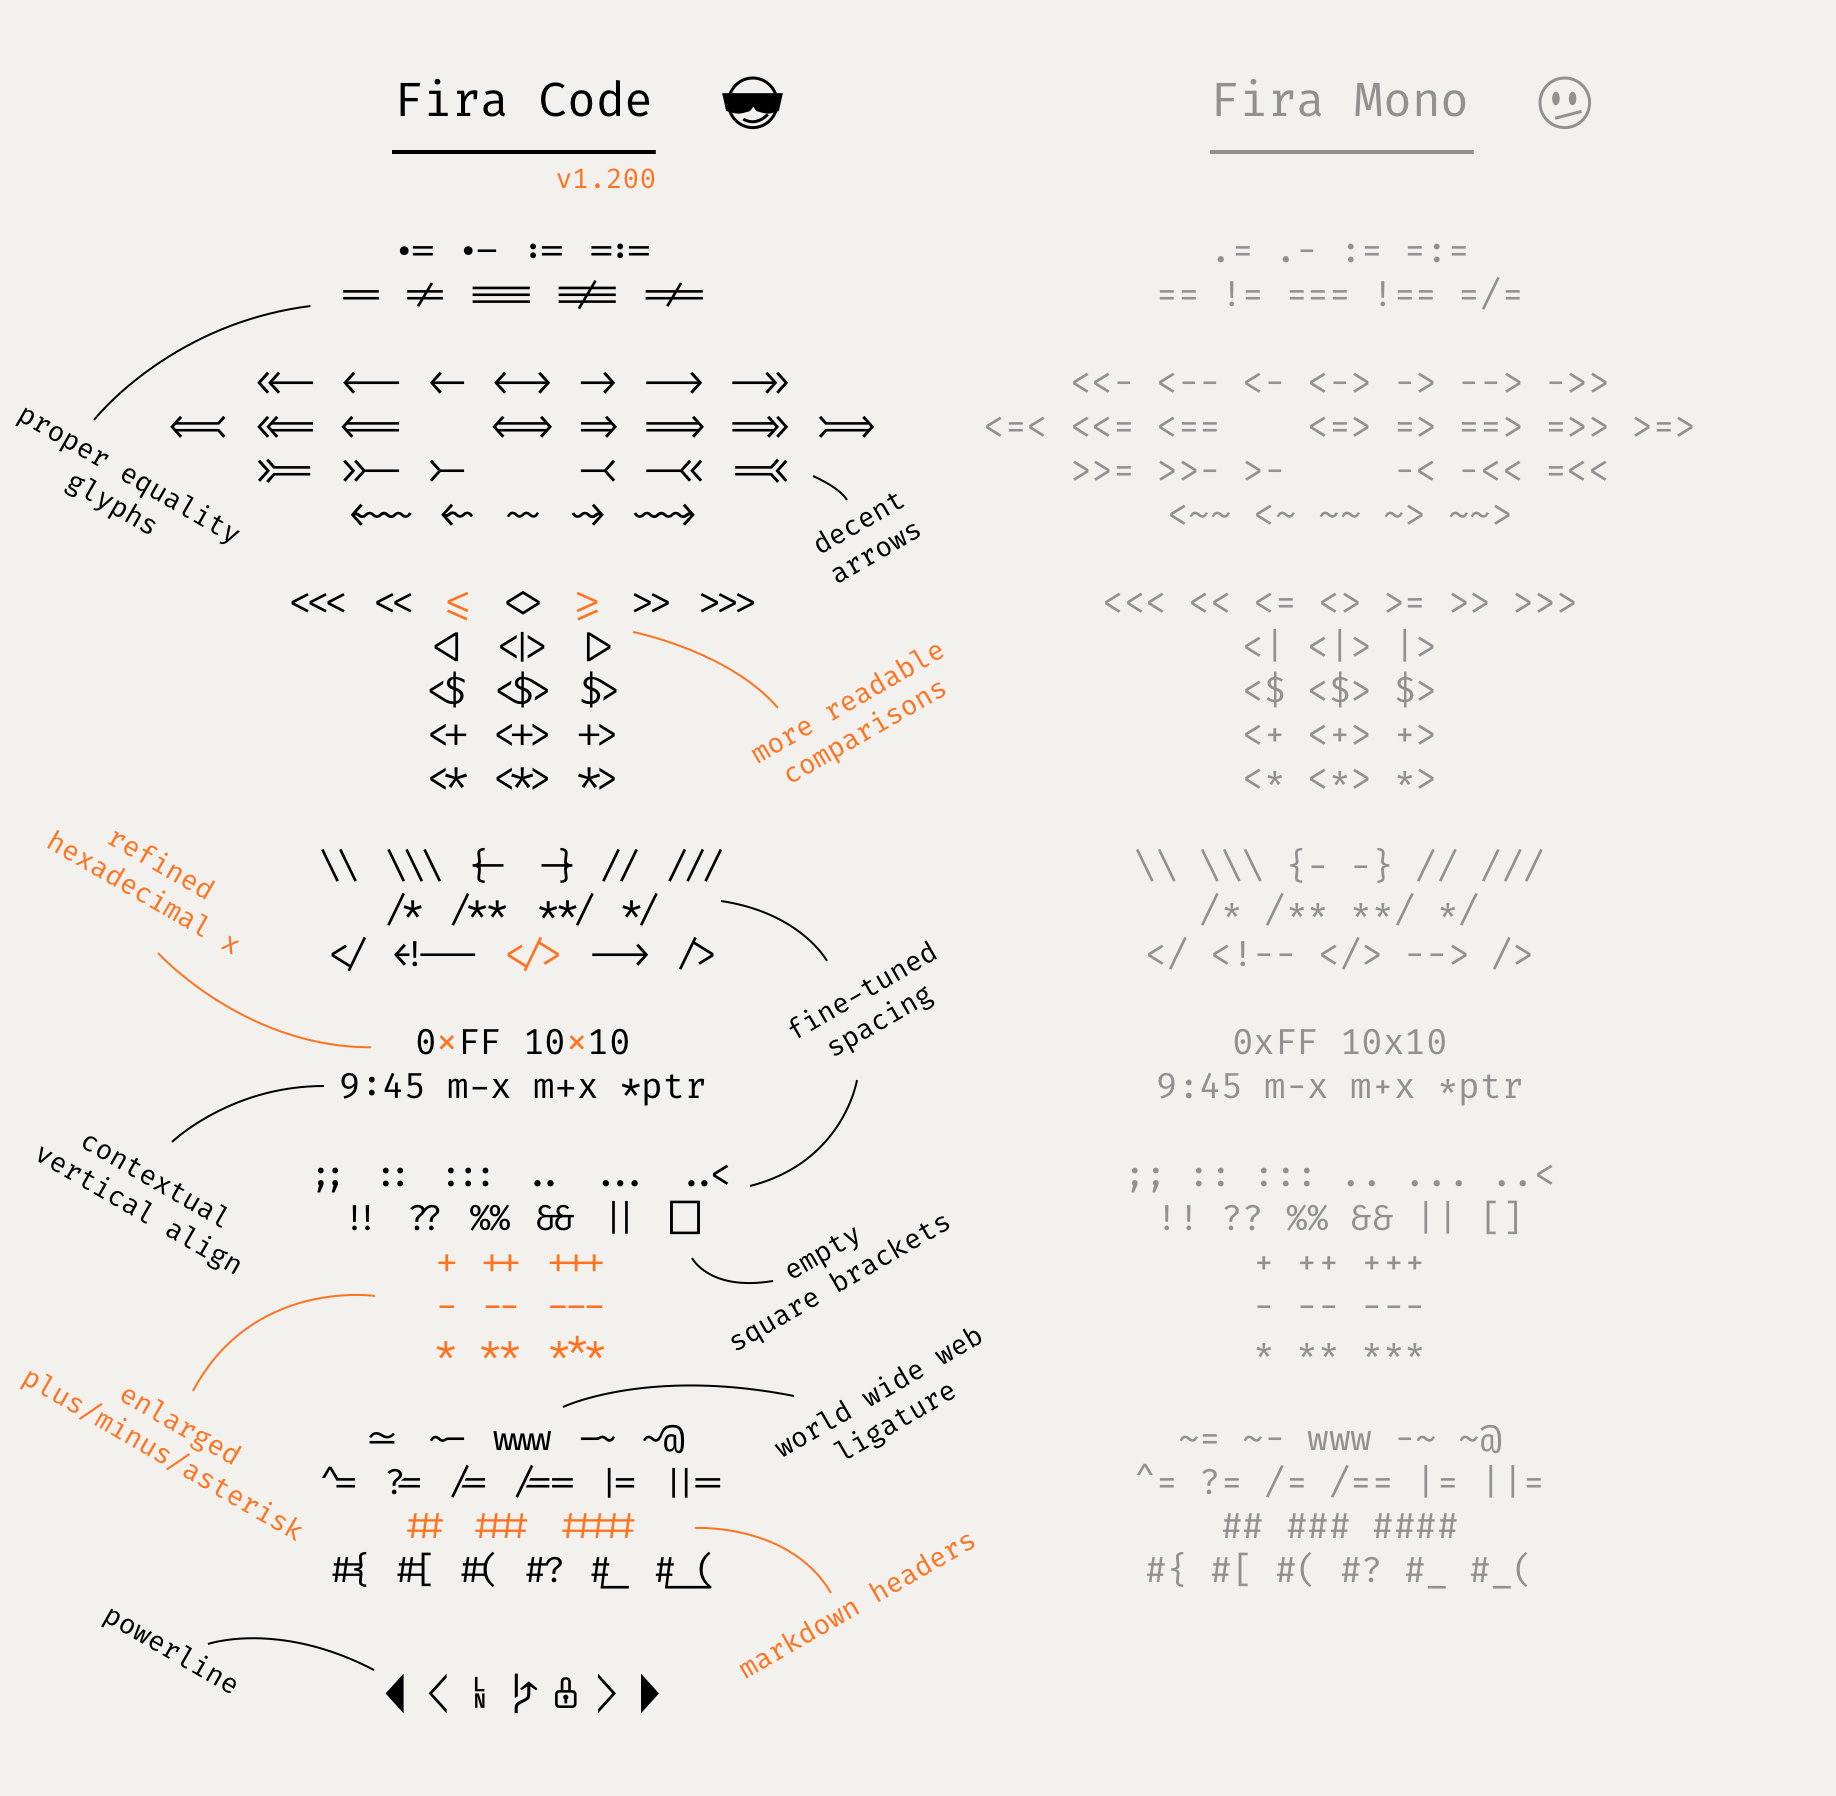 Fira Code
v1.200
.= .- := =:=
== != === !== =/=
<<- <-- <- <-> -> --> ->>
<=< <<= <== <=> => ==> =>> >=>
>>= >>- >- -< -<< =<<
<~~ <~ ~~ ~> ~~>
<<< << <= <> >= >> >>>
<| <|> |>
<$ <$> $>
<+ <+> +>
<* <*> *>
\\ \\\ {- -} // ///
/* /** **/ */
</ <!-- </> --> />
0xFF 10x10
9:45 m-x m+x *ptr
;; :: ::: .. ... ..<
!! ?? %% && || []
+ ++ +++
- -- ---
* ** ***
~= ~- www -~ ~@
^= ?= /= /== |= ||=
## ### ####
#{ #[ #( #? #_ #_(
LN
proper equality
glyphs
decent
arrows
more readable
comparisons
refined
hexadecimal x
fine-tuned
spacing
contextual
vertical align
empty
square brackets
enlarged
plus/minus/asterisk
world wide web
ligature
markdown headers
powerline
Fira Mono
.= .- := =:=
== != === !== =/=
<<- <-- <- <-> -> --> ->>
<=< <<= <== <=> => ==> =>> >=>
>>= >>- >- -< -<< =<<
<~~ <~ ~~ ~> ~~>
<<< << <= <> >= >> >>>
<| <|> |>
<$ <$> $>
<+ <+> +>
<* <*> *>
\\ \\\ {- -} // ///
/* /** **/ */
</ <!-- </> --> />
0xFF 10x10
9:45 m-x m+x *ptr
;; :: ::: .. ... ..<
!! ?? %% && || []
+ ++ +++
- -- ---
* ** ***
~= ~- www -~ ~@
^= ?= /= /== |= ||=
## ### ####
#{ #[ #( #? #_ #_(